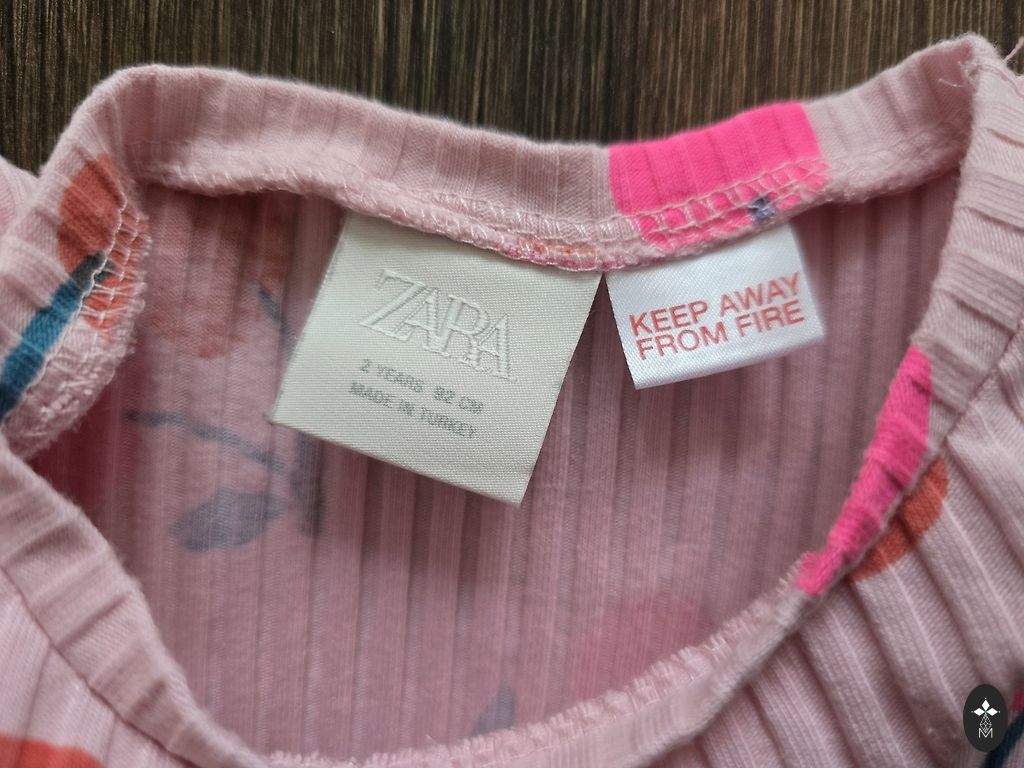 ZARA
2 YEARS 92 CM
MADE IN TURKEY
KEEP AWAY
FROM FIRE
M